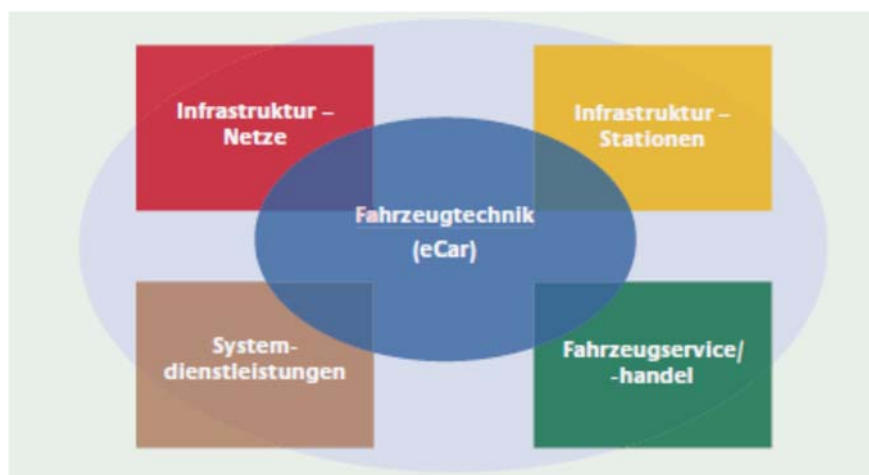 Infrastruktur –
Netze
Infrastruktur –
Stationen
Fahrzeugtechnik
(eCar)
System-
dienstleistungen
Fahrzeugservice/
-handel